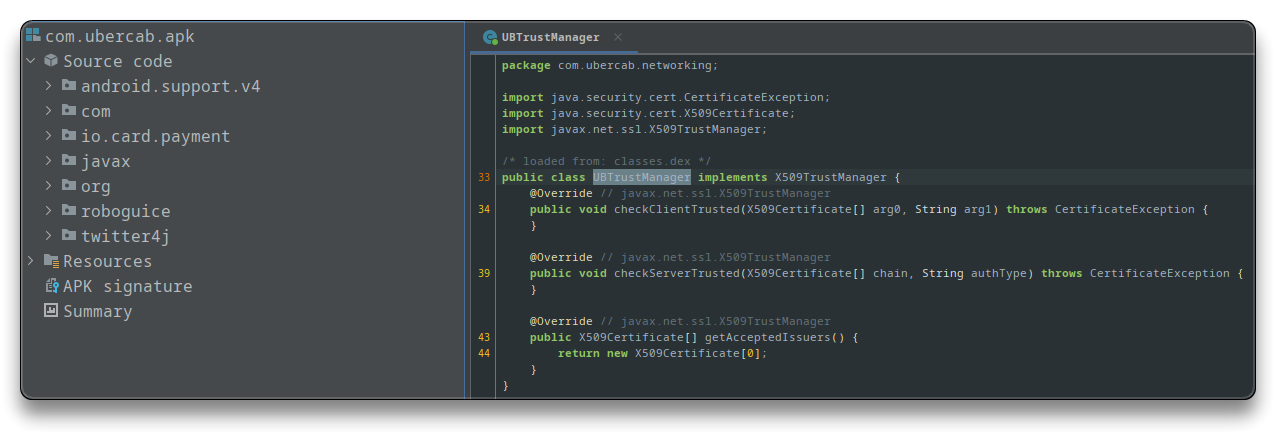 com.ubercab.apk
Source code
android.support.v4
com
io.card.payment
javax
org
roboguice
twitter4j
Resources
APK signature
Summary
UBTrustManager
package com.ubercab.networking;
import java.security.cert.CertificateException;
import java.security.cert.X509Certificate;
import javax.net.ssl.X509TrustManager;
/* loaded from: classes.dex */
33 public class UBTrustManager implements X509TrustManager {
@Override // javax.net.ssl.X509TrustManager
34 public void checkClientTrusted(X509Certificate[] arg0, String arg1) throws CertificateException {
}
@Override // javax.net.ssl.X509TrustManager
39 public void checkServerTrusted(X509Certificate[] chain, String authType) throws CertificateException {
}
@Override // javax.net.ssl.X509TrustManager
43 public X509Certificate[] getAcceptedIssuers() {
44 return new X509Certificate[0];
}
}